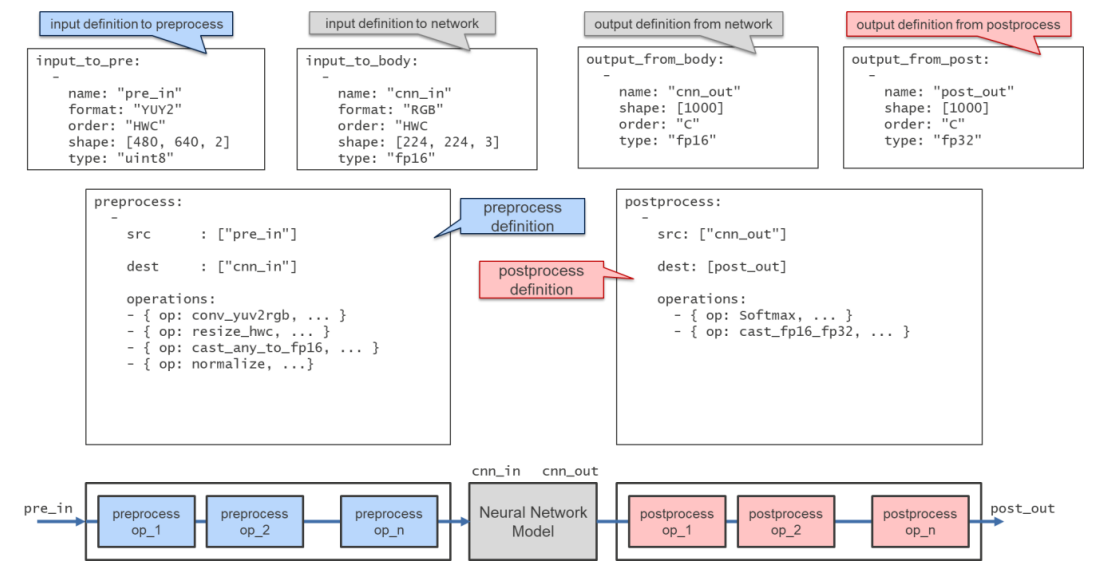 input definition to preprocess
input_to_pre:
-
name: "pre_in"
format: "YUY2"
order: "HWC"
shape: [480, 640, 2]
type: "uint8"
input definition to network
input_to_body:
-
name: "cnn_in"
format: "RGB"
order: "HWC
shape: [224, 224, 3]
type: "fp16"
output definition from network
output_from_body:
-
name: "cnn_out"
shape: [1000]
order: "C"
type: "fp16"
output definition from postprocess
output_from_post:
-
name: "post_out"
shape: [1000]
order: "C"
type: "fp32"
preprocess:
-
src : ["pre_in"]
dest : ["cnn_in"]
operations:
- { op: conv_yuv2rgb, ... }
- { op: resize_hwc, ... }
- { op: cast_any_to_fp16, ... }
- { op: normalize, ...}
preprocess
definition
postprocess
definition
postprocess:
-
src: ["cnn_out"]
dest: [post_out]
operations:
- { op: Softmax, ... }
- { op: cast_fp16_fp32, ... }
pre_in
preprocess
op_1
preprocess
op_2
preprocess
op_n
cnn_in cnn_out
Neural Network
Model
postprocess
op_1
postprocess
op_2
postprocess
op_n
post_out